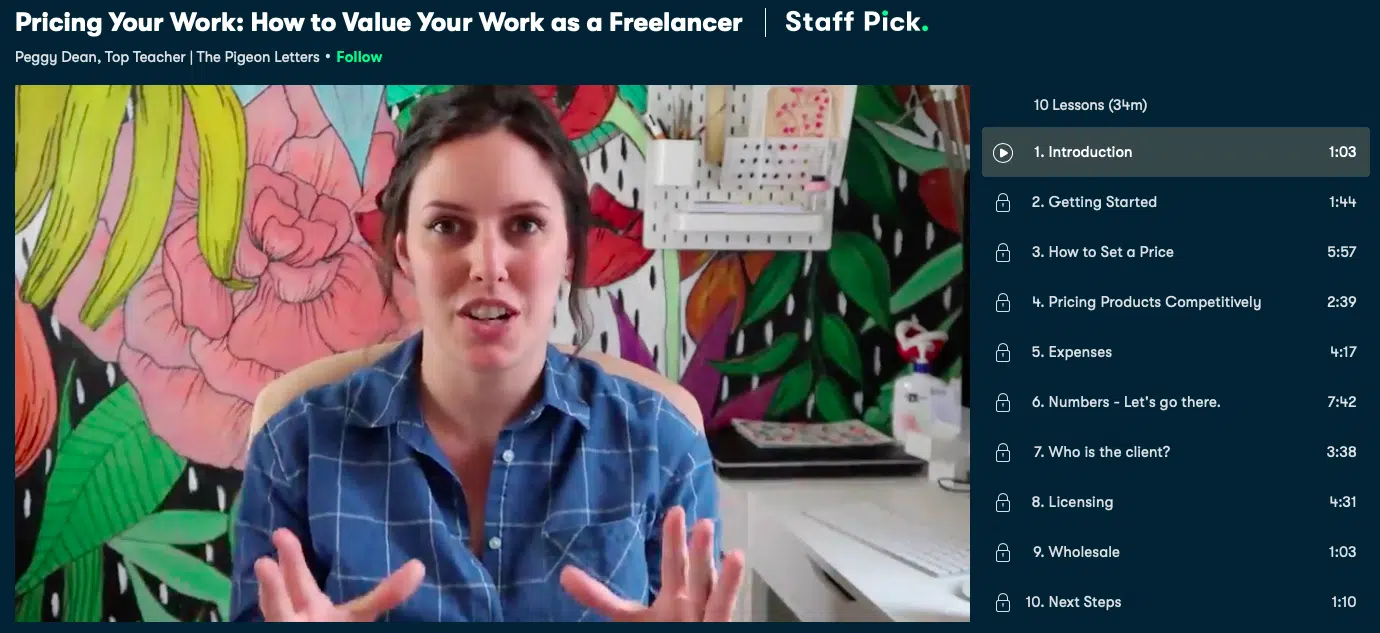 Pricing Your Work: How to Value Your Work as a Freelancer | Staff Pick.
Peggy Dean, Top Teacher | The Pigeon Letters • Follow
10 Lessons (34m)
1. Introduction 1:03
2. Getting Started 1:44
3. How to Set a Price 5:57
4. Pricing Products Competitively 2:39
5. Expenses 4:17
6. Numbers - Let's go there. 7:42
7. Who is the client? 3:38
8. Licensing 4:31
9. Wholesale 1:03
10. Next Steps 1:10